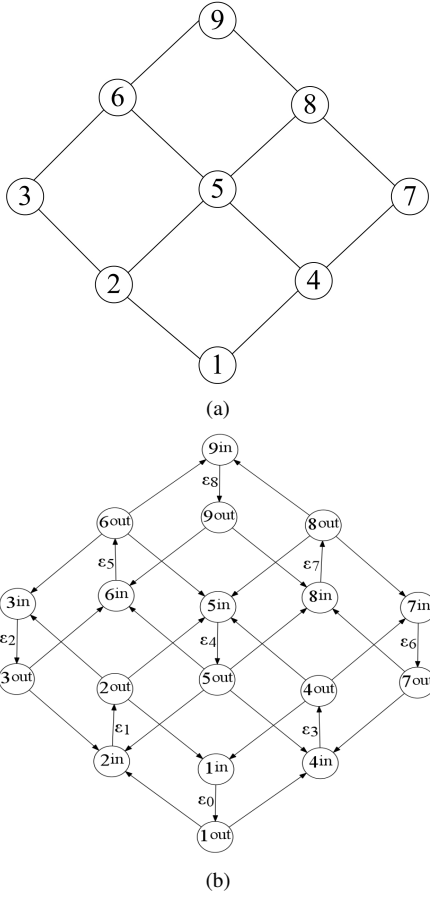 9
6
8
3
5
7
2
4
1
(a)
9in
ε8
6out
9out
8out
ε5
ε7
3in
6in
5in
8in
7in
ε2
ε4
ε6
3out
2out
5out
4out
7out
ε1
ε3
2in
1in
4in
ε0
1out
(b)